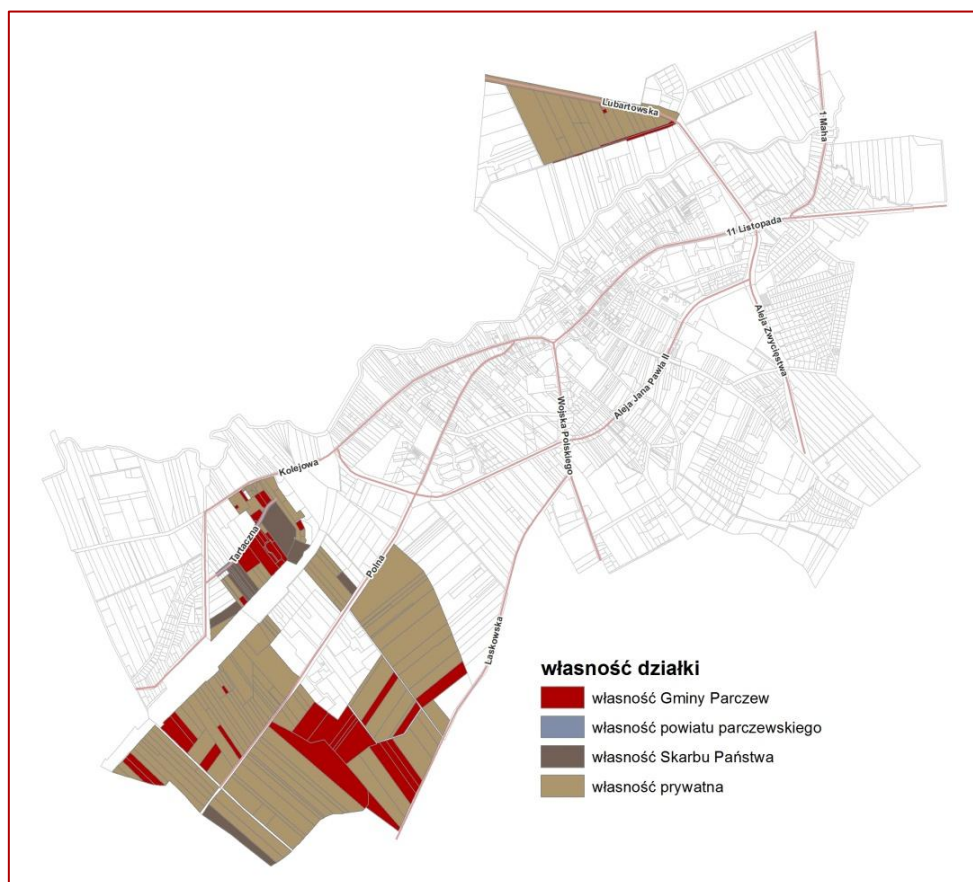 Lubartowska
1 Maha
11 Listopada
Aleja Zwycięstwa
Aleja Jana Pawła II
Wojska Polskiego
Kolejowa
Tartaczna
Polna
Laskowska
własność działki
własność Gminy Parczew
własność powiatu parczewskiego
własność Skarbu Państwa
własność prywatna